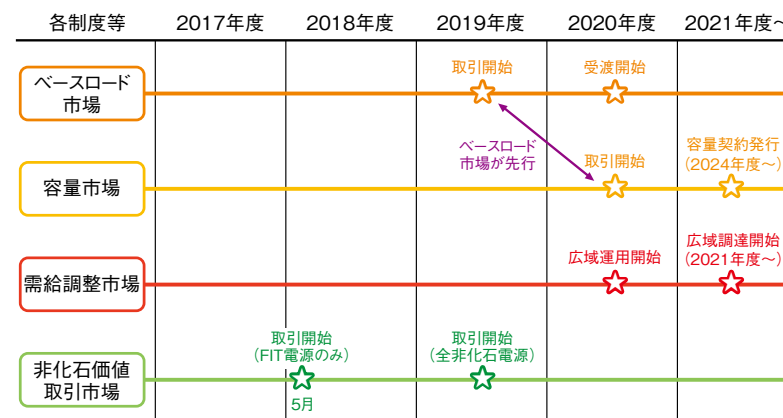 各制度等 2017年度 2018年度 2019年度 2020年度 2021年度～
ベースロード
市場
取引開始
受渡開始
ベースロード
市場が先行
容量市場
取引開始
容量契約発行
（2024年度～）
需給調整市場
広域運用開始
広域調達開始
（2021年度～）
非化石価値
取引市場
取引開始
（FIT電源のみ）
5月
取引開始
（全非化石電源）